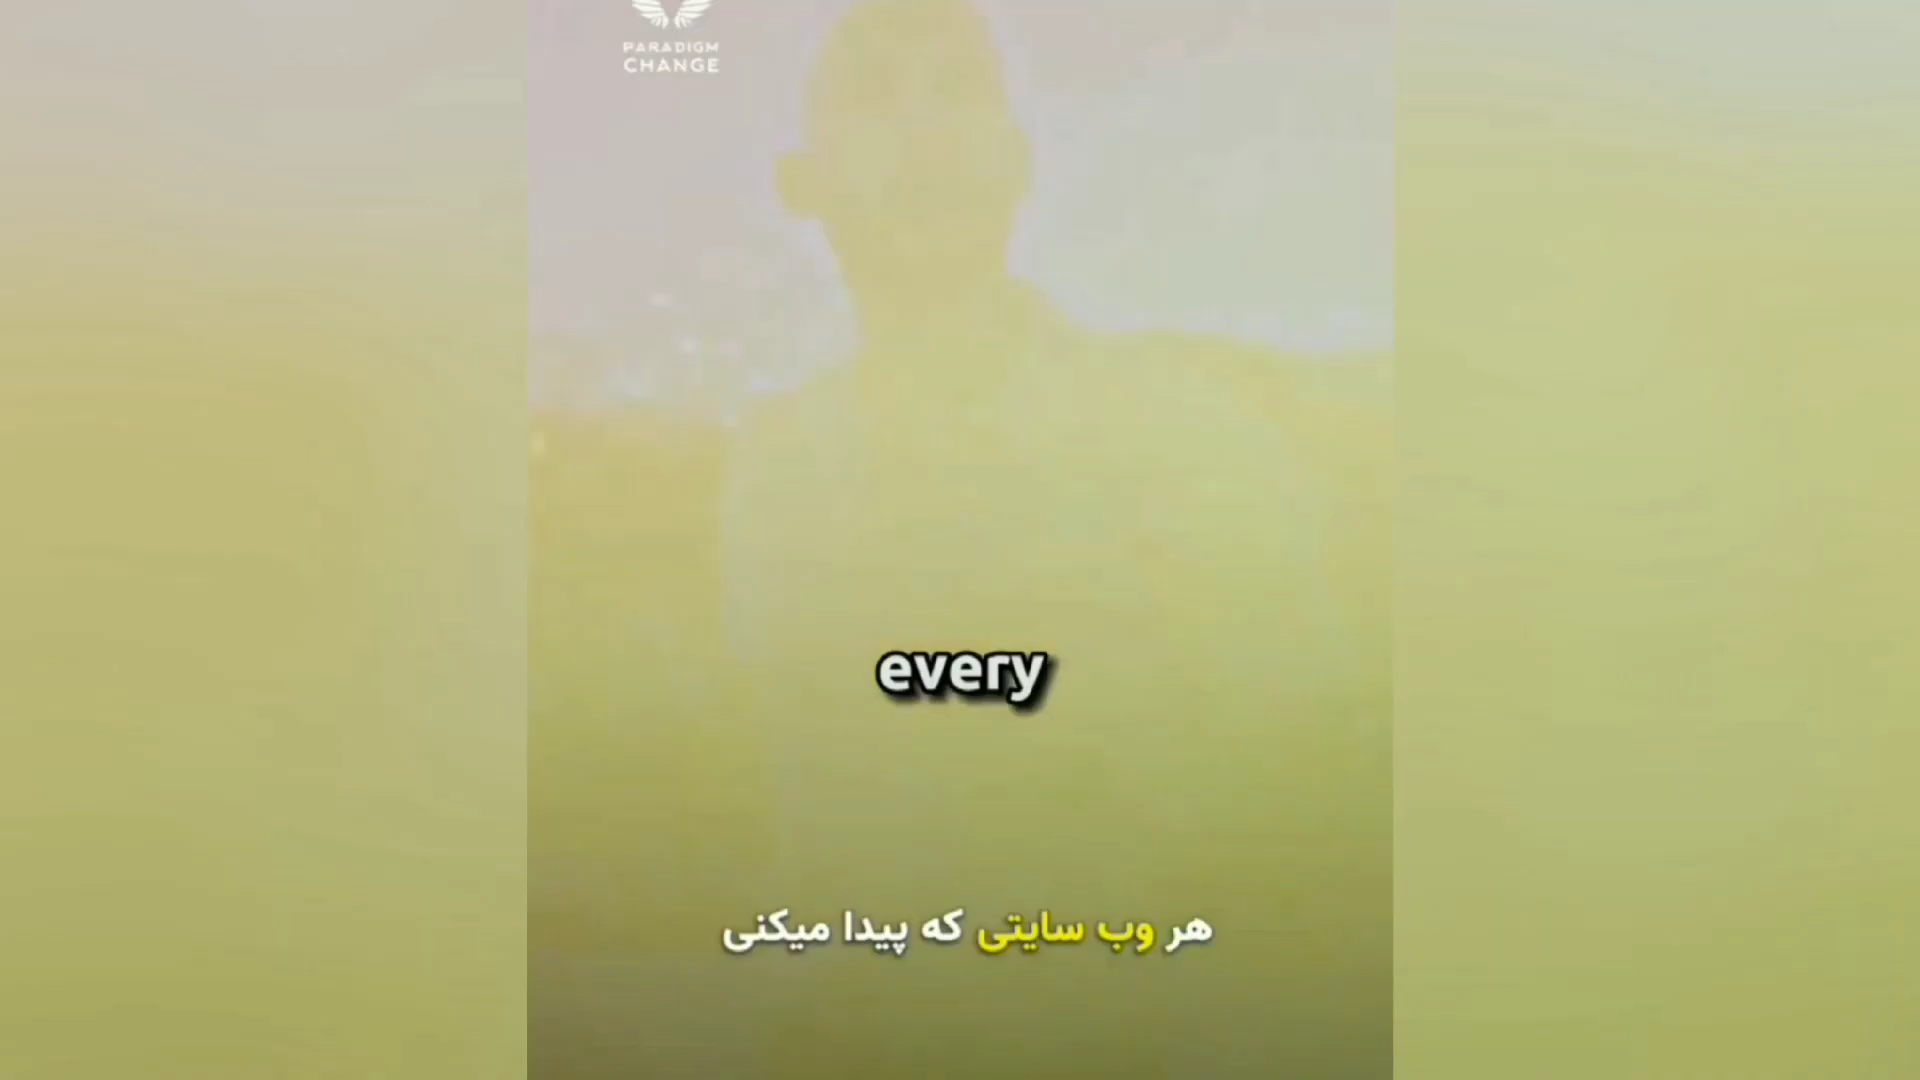 PARADIGM
CHANGE
every
هر وب سایتی که پیدا میکنی